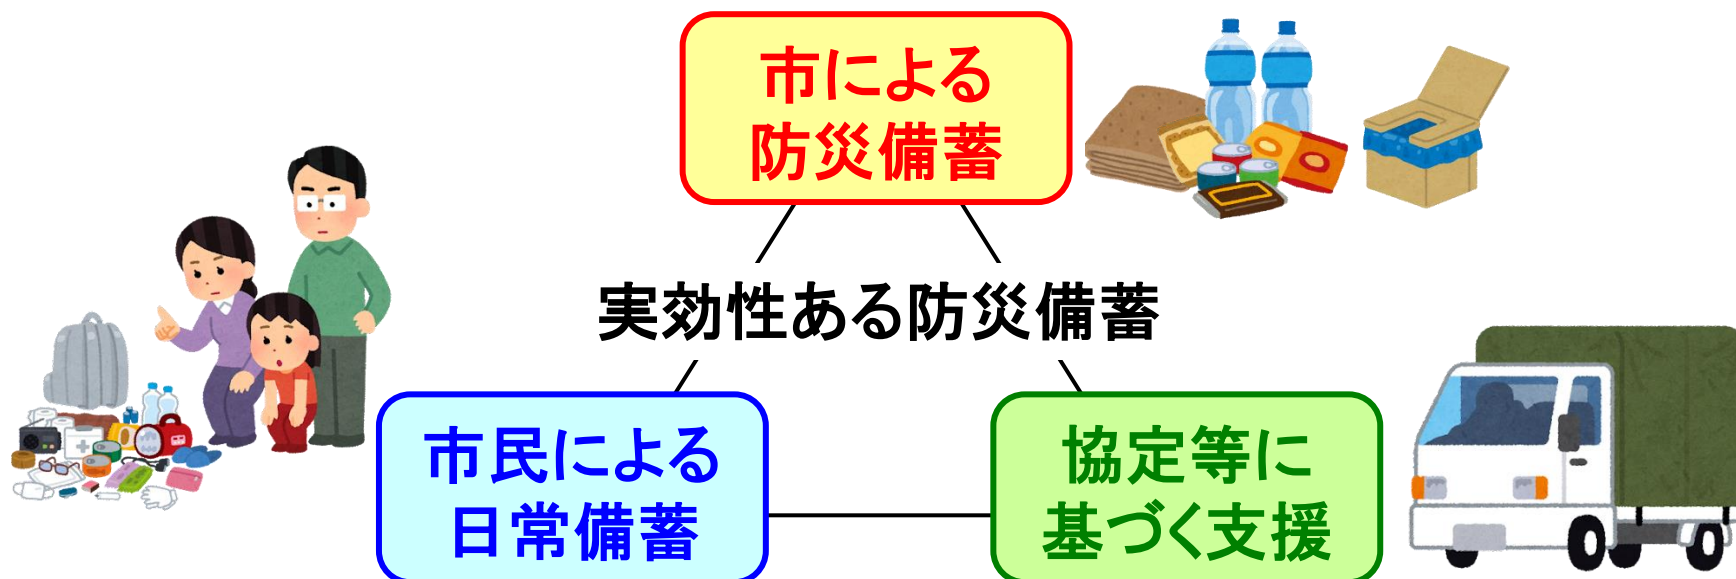 市による
防災備蓄
実効性ある防災備蓄
市民による
日常備蓄
協定等に
基づく支援